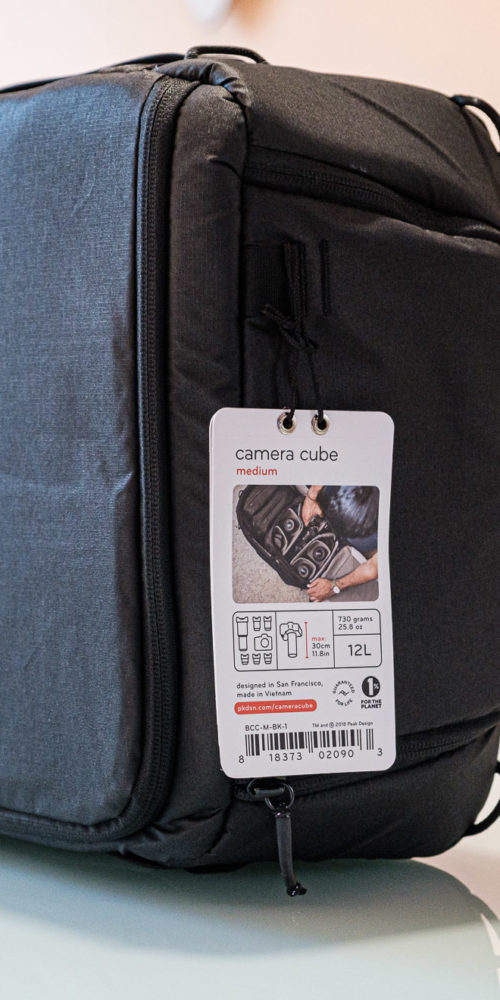 camera cube
medium
max:
30cm
11.8in
730 grams
25.8 oz
12L
designed in San Francisco,
made in Vietnam
pkdsn.com/cameracube
GUARANTEED
FOR LIFE
1%
FOR THE
PLANET
BCC-M-BK-1
TM and © 2018 Peak Design
8 18373 02090 3